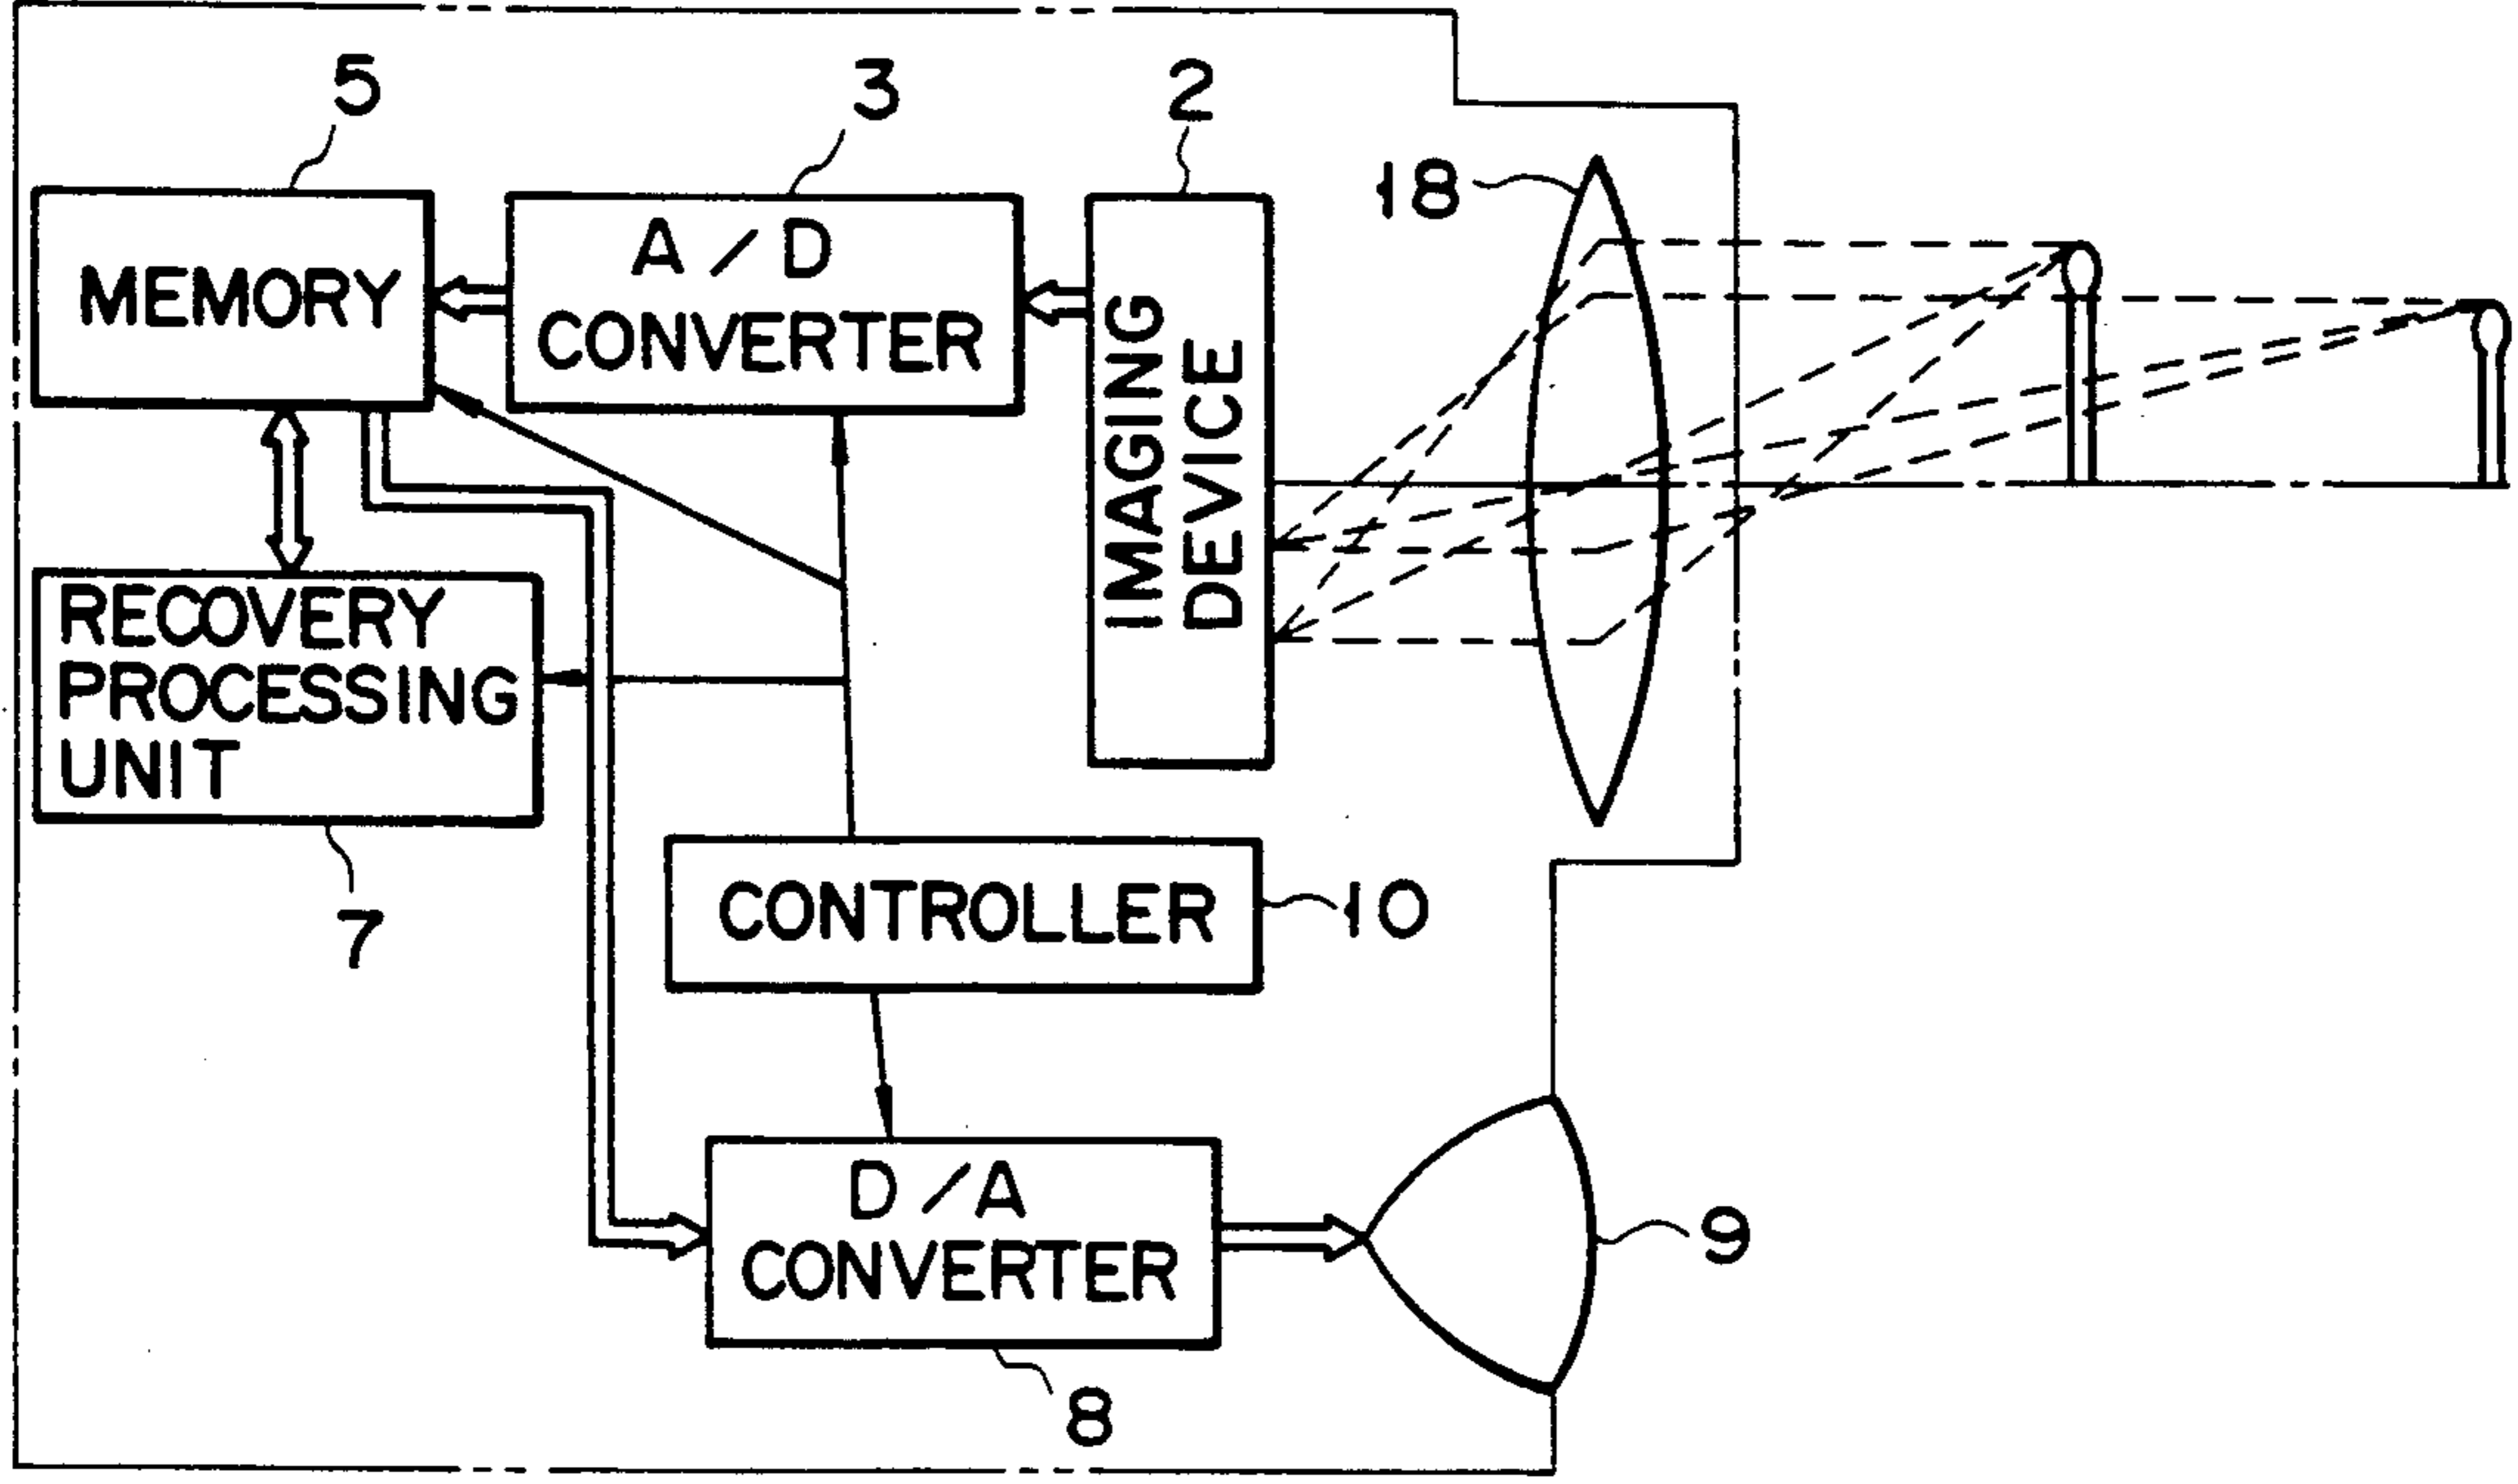 5
3
2
18
MEMORY
A/D
CONVERTER
IMAGING
DEVICE
RECOVERY
PROCESSING
UNIT
7
CONTROLLER
10
D/A
CONVERTER
9
8